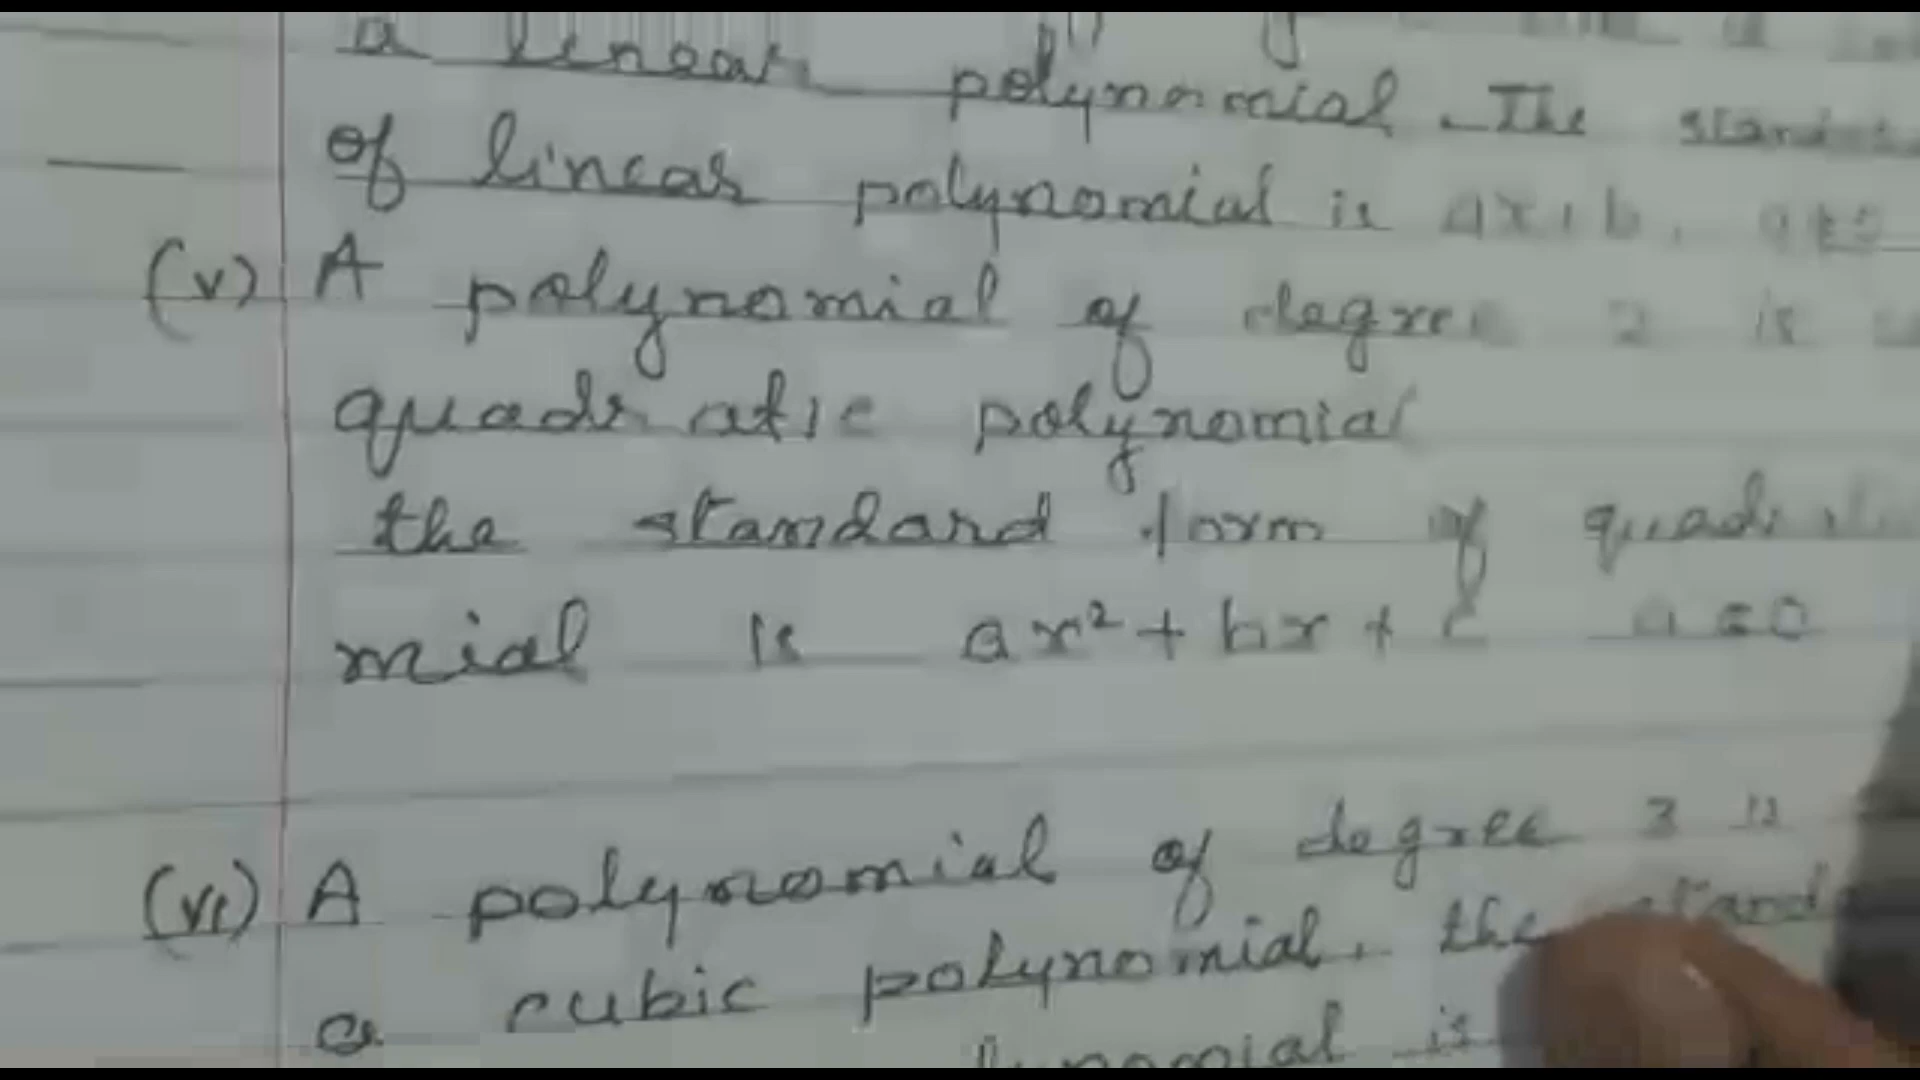 a linear polynomial. The
of linear polynomial is ax+b,
(v) A polynomial of degree 2 is
quadratic polynomial
the standard form of
mial is ax² + bx + c
(vi) A polynomial of degree 3 is
a cubic polynomial. the
is